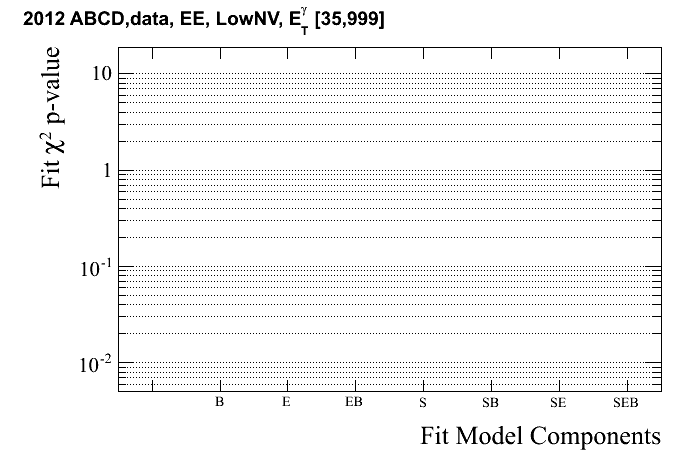 2012 ABCD,data, EE, LowNV, E_T^γ [35,999]
Fit χ² p-value
10
1
10⁻¹
10⁻²
B E EB S SB SE SEB
Fit Model Components